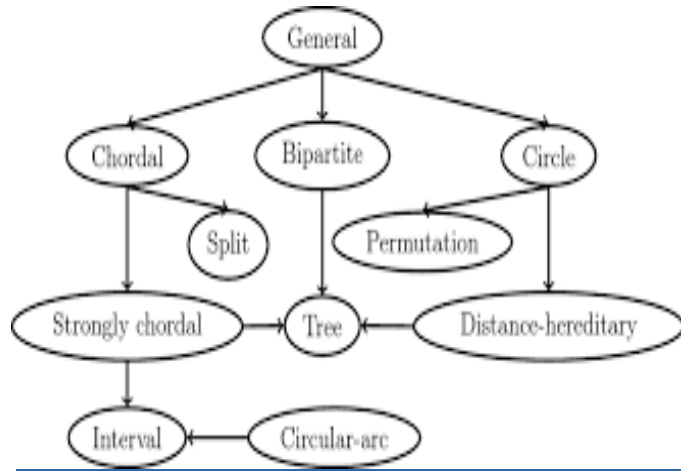 General
Chordal
Bipartite
Circle
Split
Permutation
Strongly chordal
Tree
Distance-hereditary
Interval
Circular-arc